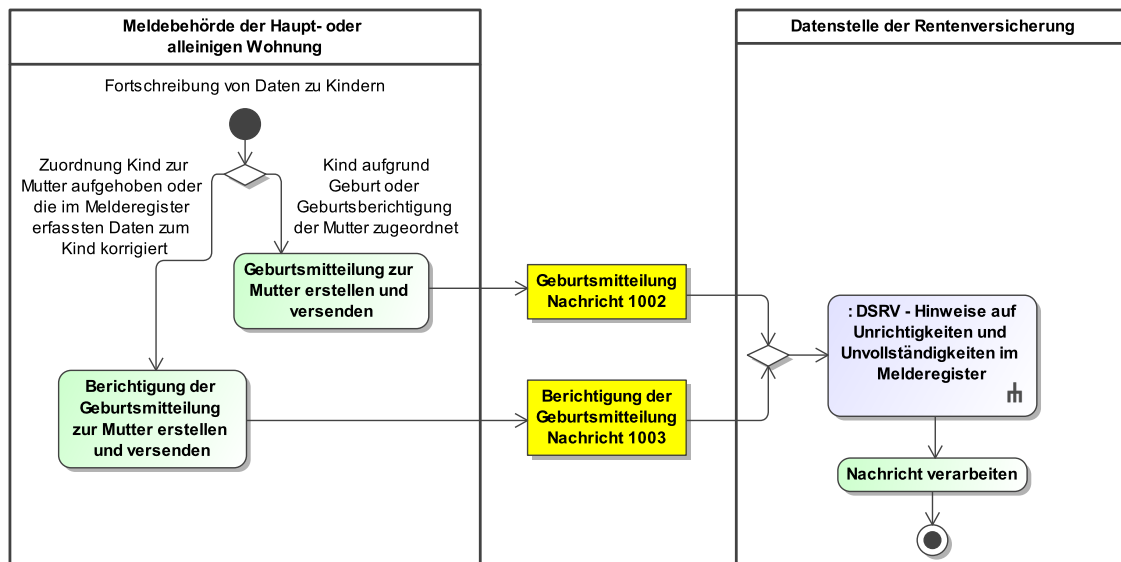 Meldebehörde der Haupt- oder
alleinigen Wohnung
Datenstelle der Rentenversicherung
Fortschreibung von Daten zu Kindern
Zuordnung Kind zur
Mutter aufgehoben oder
die im Melderegister
erfassten Daten zum
Kind korrigiert
Kind aufgrund
Geburt oder
Geburtsberichtigung
der Mutter zugeordnet
Geburtsmitteilung zur
Mutter erstellen und
versenden
Geburtsmitteilung
Nachricht 1002
: DSRV - Hinweise auf
Unrichtigkeiten und
Unvollständigkeiten im
Melderegister
Berichtigung der
Geburtsmitteilung
zur Mutter erstellen
und versenden
Berichtigung der
Geburtsmitteilung
Nachricht 1003
Nachricht verarbeiten